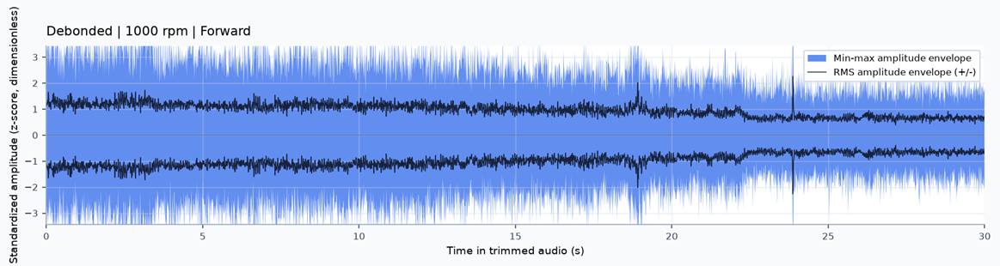 Debonded | 1000 rpm | Forward
Standardized amplitude (z-score, dimensionless)
3
2
1
0
−1
−2
−3
Min-max amplitude envelope
RMS amplitude envelope (+/-)
0 5 10 15 20 25 30
Time in trimmed audio (s)